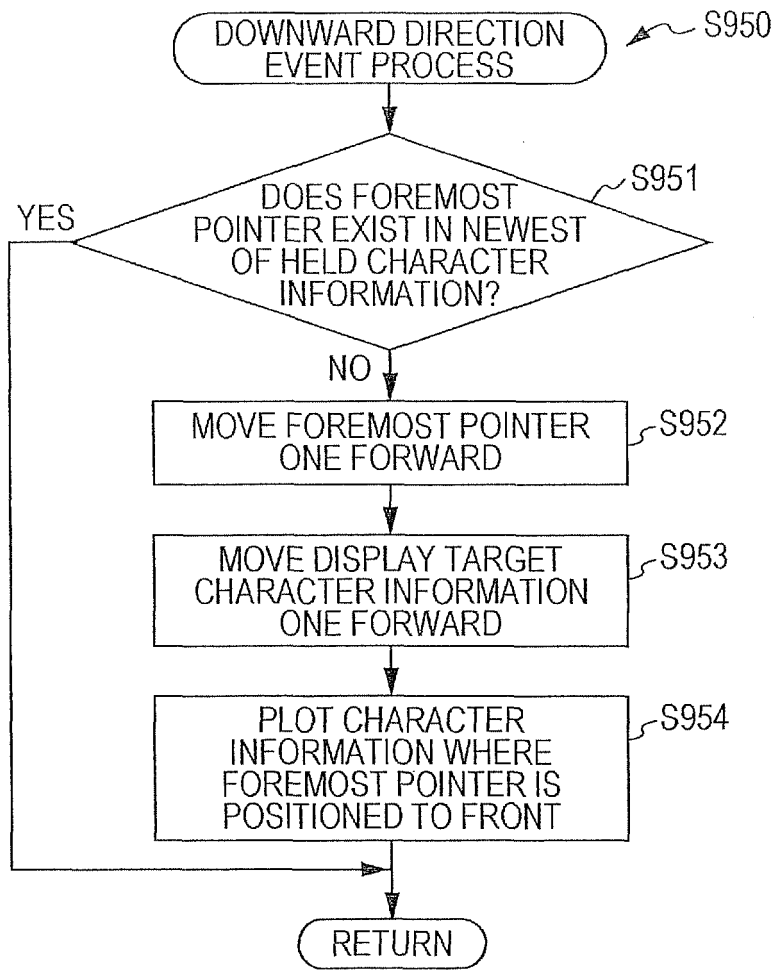 DOWNWARD DIRECTION
EVENT PROCESS
S950
DOES FOREMOST
POINTER EXIST IN NEWEST
OF HELD CHARACTER
INFORMATION?
S951
YES
NO
MOVE FOREMOST POINTER
ONE FORWARD
S952
MOVE DISPLAY TARGET
CHARACTER INFORMATION
ONE FORWARD
S953
PLOT CHARACTER
INFORMATION WHERE
FOREMOST POINTER IS
POSITIONED TO FRONT
S954
RETURN